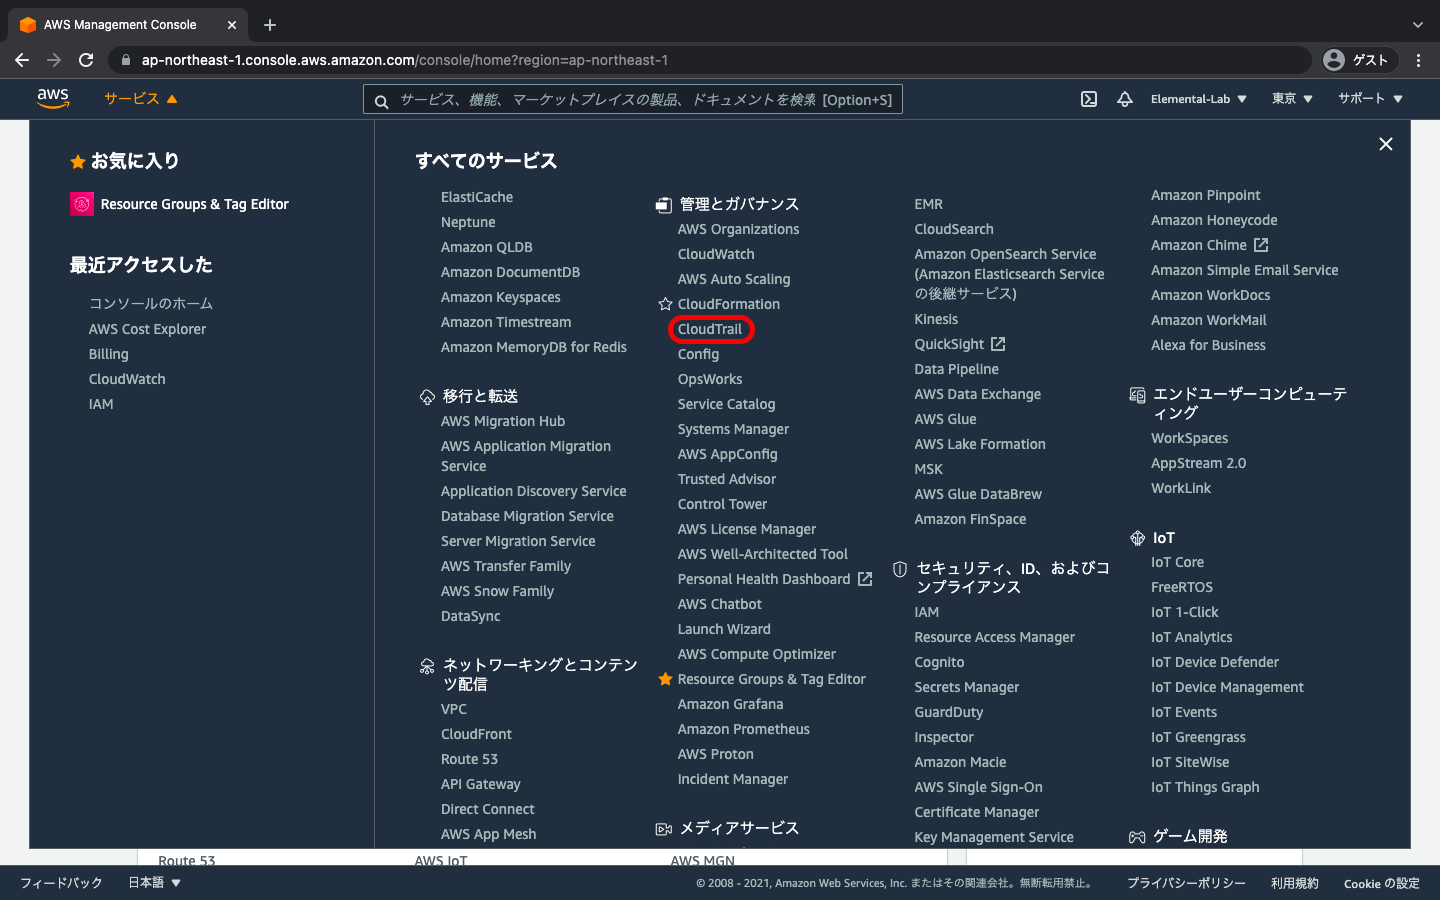 AWS Management Console
ap-northeast-1.console.aws.amazon.com/console/home?region=ap-northeast-1
ゲスト
aws
サービス
サービス、機能、マーケットプレイスの製品、ドキュメントを検索 [Option+S]
Elemental-Lab
東京
サポート
お気に入り
Resource Groups & Tag Editor
最近アクセスした
コンソールのホーム
AWS Cost Explorer
Billing
CloudWatch
IAM
すべてのサービス
ElastiCache
Neptune
Amazon QLDB
Amazon DocumentDB
Amazon Keyspaces
Amazon Timestream
Amazon MemoryDB for Redis
移行と転送
AWS Migration Hub
AWS Application Migration
Service
Application Discovery Service
Database Migration Service
Server Migration Service
AWS Transfer Family
AWS Snow Family
DataSync
ネットワーキングとコンテン
ツ配信
VPC
CloudFront
Route 53
API Gateway
Direct Connect
AWS App Mesh
管理とガバナンス
AWS Organizations
CloudWatch
AWS Auto Scaling
CloudFormation
CloudTrail
Config
OpsWorks
Service Catalog
Systems Manager
AWS AppConfig
Trusted Advisor
Control Tower
AWS License Manager
AWS Well-Architected Tool
Personal Health Dashboard
AWS Chatbot
Launch Wizard
AWS Compute Optimizer
Resource Groups & Tag Editor
Amazon Grafana
Amazon Prometheus
AWS Proton
Incident Manager
メディアサービス
EMR
CloudSearch
Amazon OpenSearch Service
(Amazon Elasticsearch Service
の後継サービス)
Kinesis
QuickSight
Data Pipeline
AWS Data Exchange
AWS Glue
AWS Lake Formation
MSK
AWS Glue DataBrew
Amazon FinSpace
セキュリティ、ID、およびコ
ンプライアンス
IAM
Resource Access Manager
Cognito
Secrets Manager
GuardDuty
Inspector
Amazon Macie
AWS Single Sign-On
Certificate Manager
Key Management Service
Amazon Pinpoint
Amazon Honeycode
Amazon Chime
Amazon Simple Email Service
Amazon WorkDocs
Amazon WorkMail
Alexa for Business
エンドユーザーコンピューテ
ィング
WorkSpaces
AppStream 2.0
WorkLink
IoT
IoT Core
FreeRTOS
IoT 1-Click
IoT Analytics
IoT Device Defender
IoT Device Management
IoT Events
IoT Greengrass
IoT SiteWise
IoT Things Graph
ゲーム開発
Route 53
AWS IoT
AWS MGN
フィードバック
日本語
© 2008 - 2021, Amazon Web Services, Inc. またはその関連会社。無断転用禁止。
プライバシーポリシー
利用規約
Cookie の設定